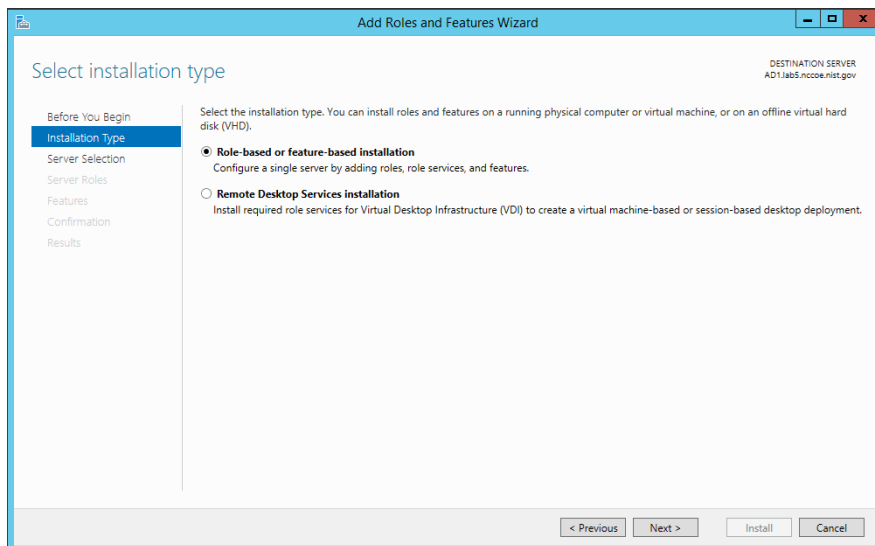 Add Roles and Features Wizard
Select installation type
DESTINATION SERVER
AD1.lab5.nccoe.nist.gov
Before You Begin
Installation Type
Server Selection
Server Roles
Features
Confirmation
Results
Select the installation type. You can install roles and features on a running physical computer or virtual machine, or on an offline virtual hard
disk (VHD).
Role-based or feature-based installation
Configure a single server by adding roles, role services, and features.
Remote Desktop Services installation
Install required role services for Virtual Desktop Infrastructure (VDI) to create a virtual machine-based or session-based desktop deployment.
< Previous Next > Install Cancel